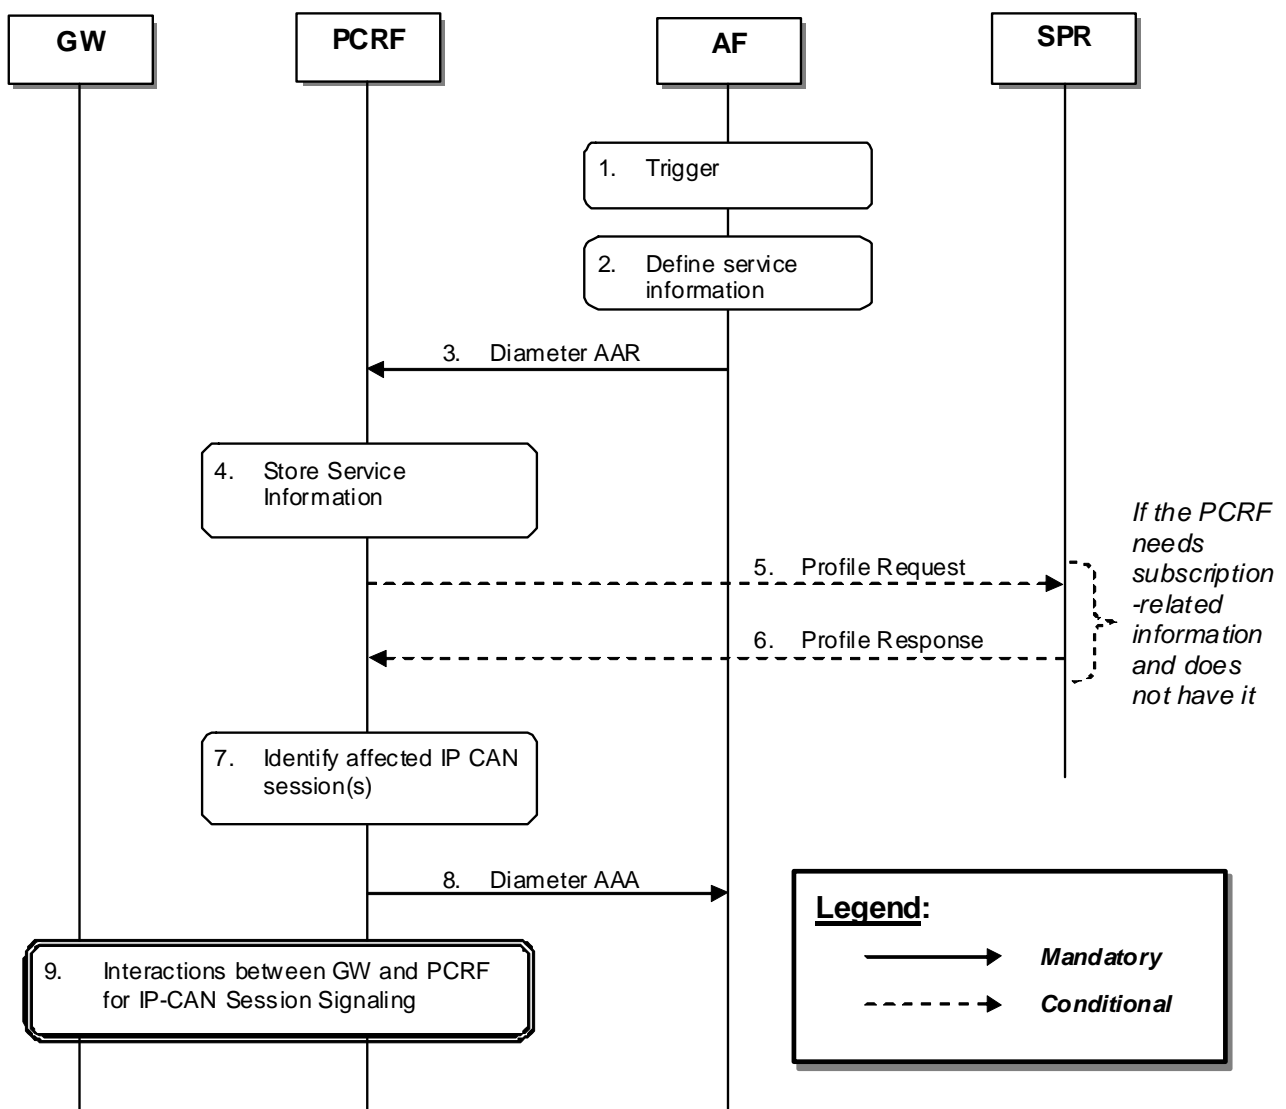 GW
PCRF
AF
SPR
1. Trigger
2. Define service
information
3. Diameter AAR
4. Store Service
Information
5. Profile Request
6. Profile Response
If the PCRF
needs
subscription
-related
information
and does
not have it
7. Identify affected IP CAN
session(s)
8. Diameter AAA
9. Interactions between GW and PCRF
for IP-CAN Session Signaling
Legend:
Mandatory
Conditional